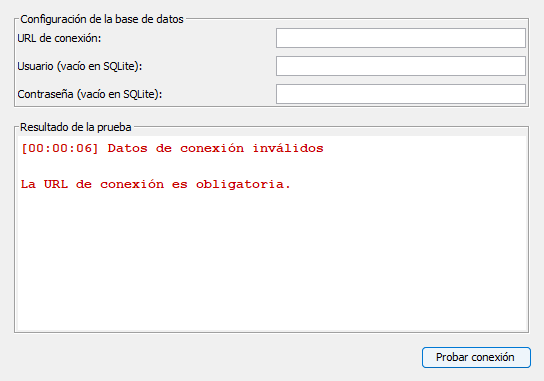 Configuración de la base de datos
URL de conexión:
Usuario (vacío en SQLite):
Contraseña (vacío en SQLite):
Resultado de la prueba
[00:00:06] Datos de conexión inválidos
La URL de conexión es obligatoria.
Probar conexión